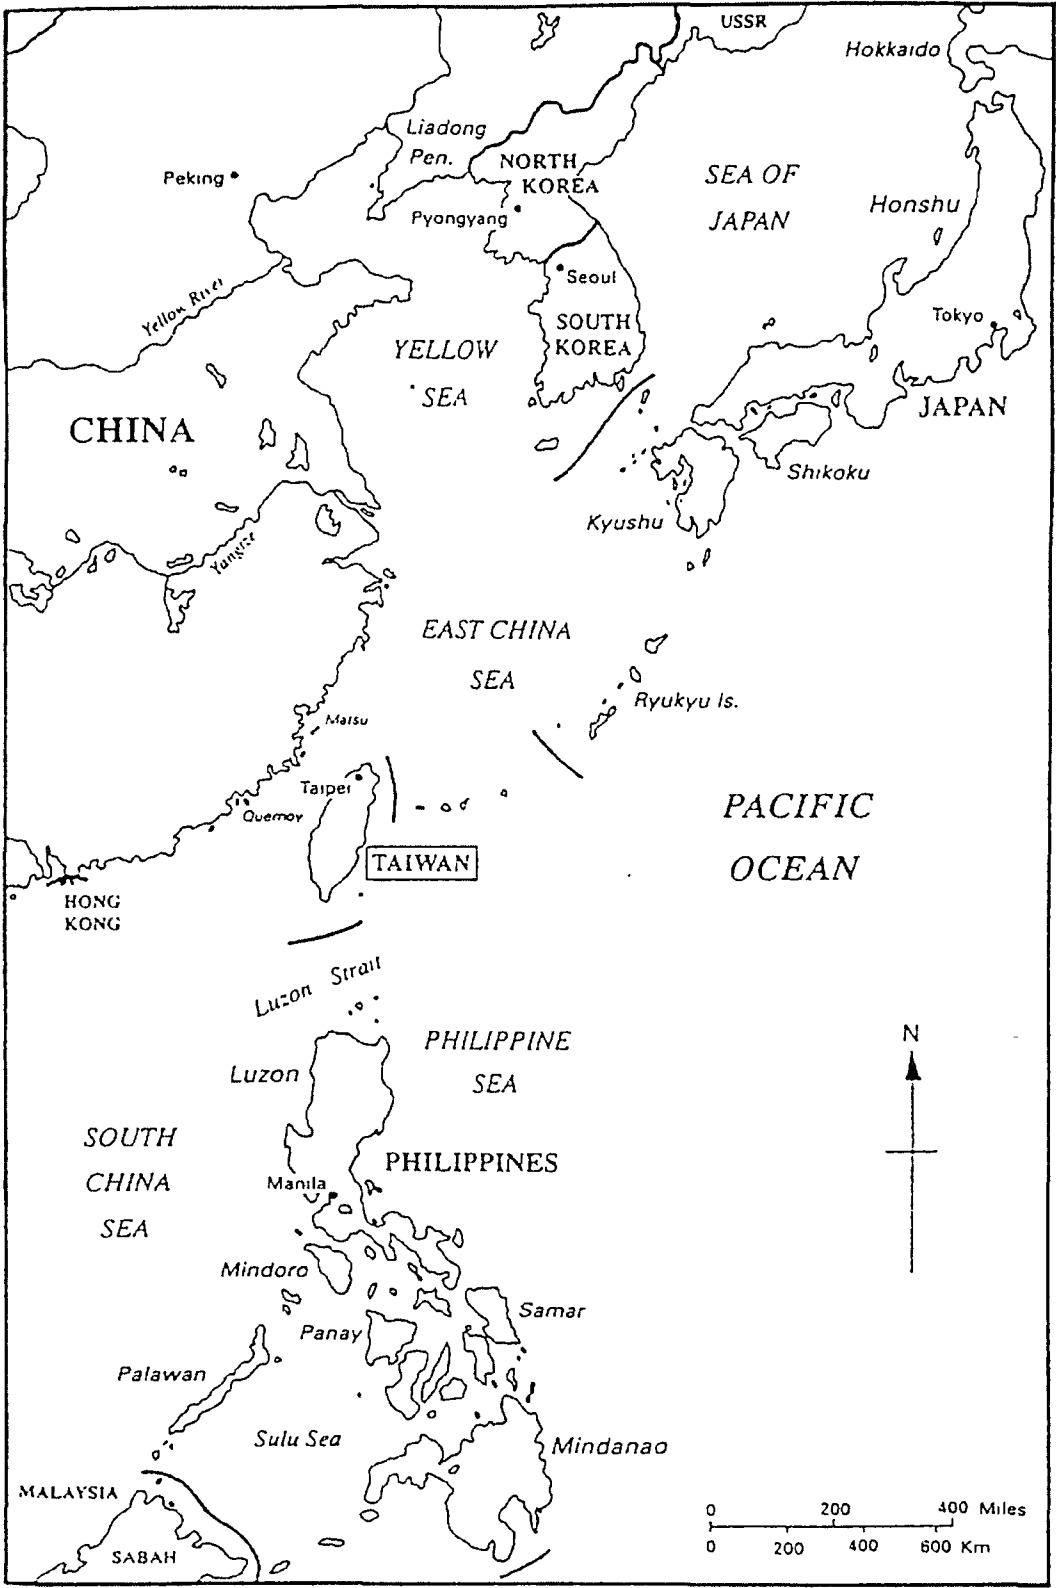 USSR
Hokkaido
Liadong
Pen.
NORTH
KOREA
Peking
SEA OF
JAPAN
Honshu
Pyongyang
Seoul
Yellow River
Tokyo
SOUTH
KOREA
YELLOW
SEA
CHINA
JAPAN
Shikoku
Kyushu
Yangtze
EAST CHINA
SEA
Ryukyu Is.
Matsu
Taipei
Quemoy
PACIFIC
OCEAN
TAIWAN
HONG
KONG
Luzon Strait
N
PHILIPPINE
SEA
Luzon
SOUTH
CHINA
SEA
PHILIPPINES
Manila
Mindoro
Samar
Panay
Palawan
Sulu Sea
Mindanao
MALAYSIA
SABAH
0 200 400 Miles
0 200 400 600 Km